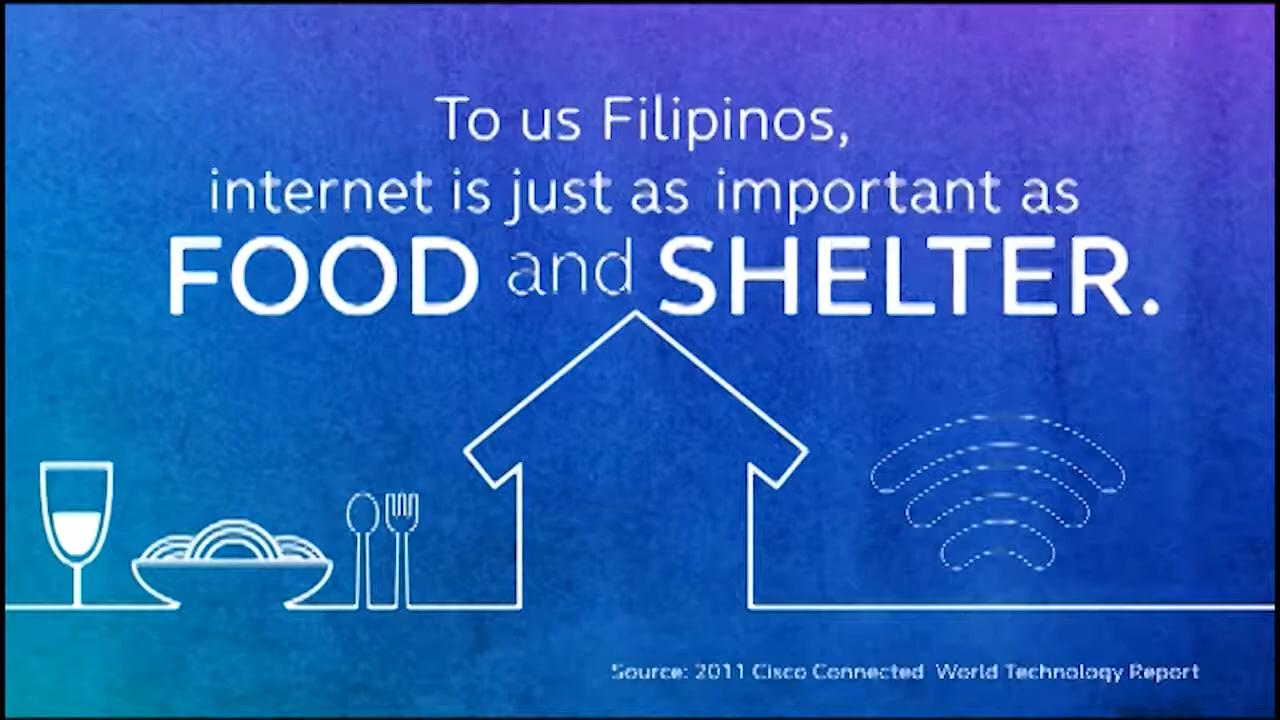 To us Filipinos,
internet is just as important as
FOOD and SHELTER.
Source: 2011 Cisco Connected World Technology Report